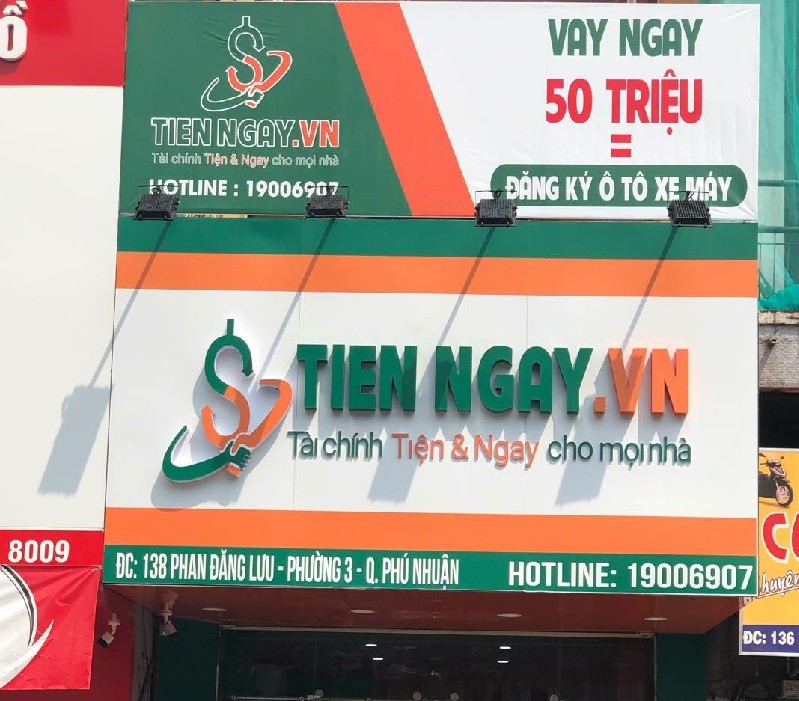 Ố
TIEN NGAY.VN
Tài chính Tiện & Ngay cho mọi nhà
HOTLINE : 19006907
VAY NGAY
50 TRIỆU
=
ĐĂNG KÝ Ô TÔ XE MÁY
TIEN NGAY.VN
Tài chính Tiện & Ngay cho mọi nhà
ĐC: 138 PHAN ĐĂNG LƯU - PHƯỜNG 3 - Q. PHÚ NHUẬN
HOTLINE: 19006907
8009
ĐC: 136